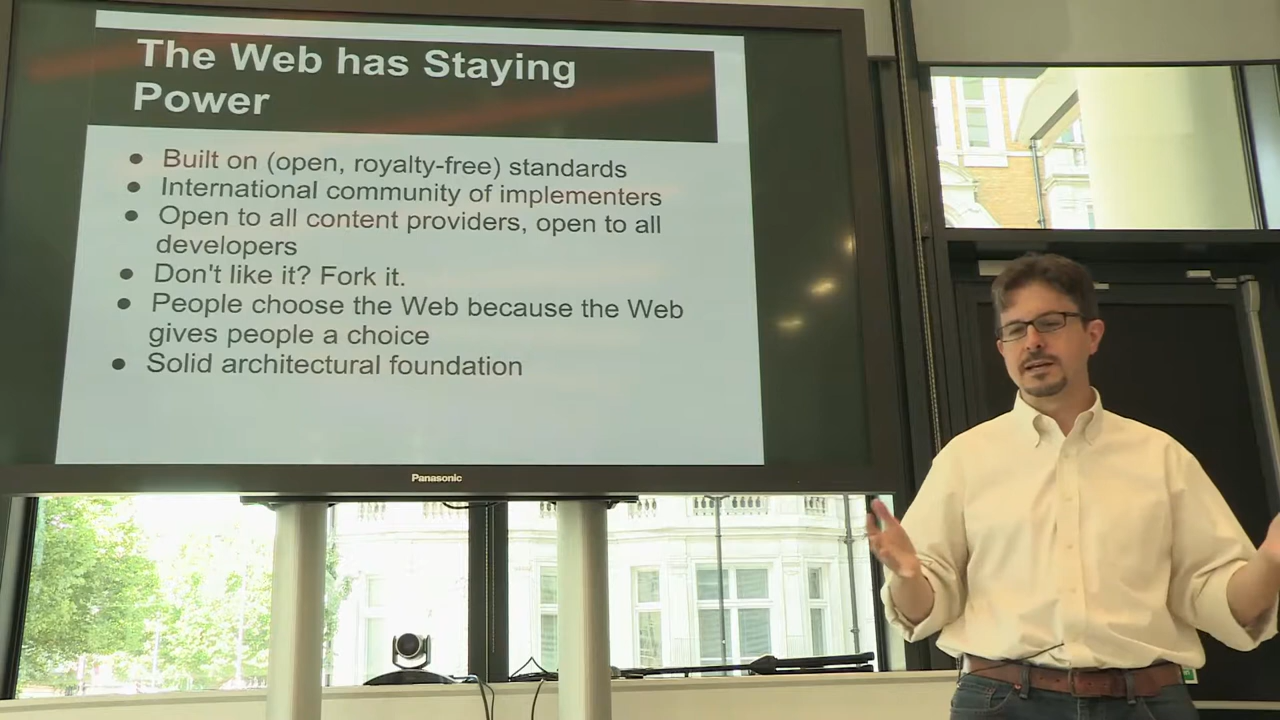 The Web has Staying
Power
● Built on (open, royalty-free) standards
● International community of implementers
● Open to all content providers, open to all
developers
● Don't like it? Fork it.
● People choose the Web because the Web
gives people a choice
● Solid architectural foundation
Panasonic